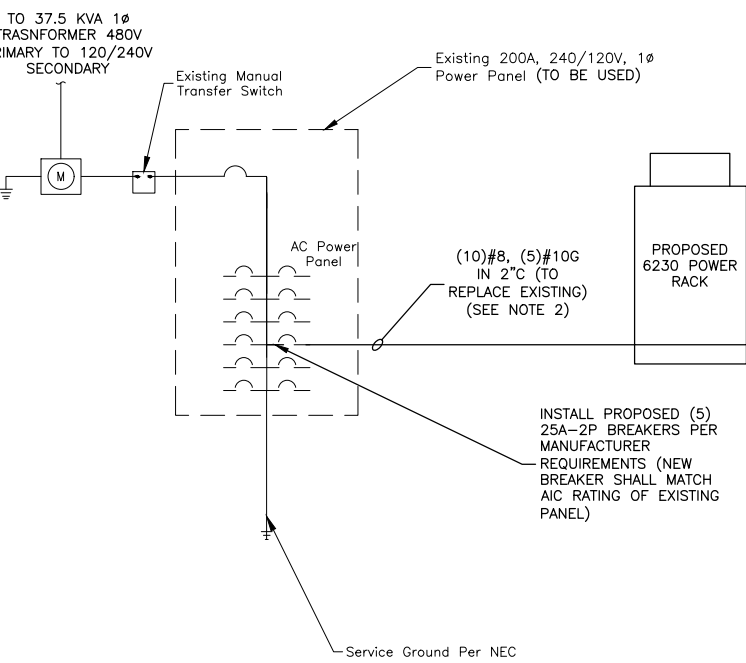 TO 37.5 KVA 1ø
TRASNFORMER 480V
RIMARY TO 120/240V
SECONDARY
Existing Manual
Transfer Switch
Existing 200A, 240/120V, 1ø
Power Panel (TO BE USED)
M
AC Power
Panel
(10)#8, (5)#10G
IN 2"C (TO
REPLACE EXISTING)
(SEE NOTE 2)
PROPOSED
6230 POWER
RACK
INSTALL PROPOSED (5)
25A-2P BREAKERS PER
MANUFACTURER
REQUIREMENTS (NEW
BREAKER SHALL MATCH
AIC RATING OF EXISTING
PANEL)
Service Ground Per NEC